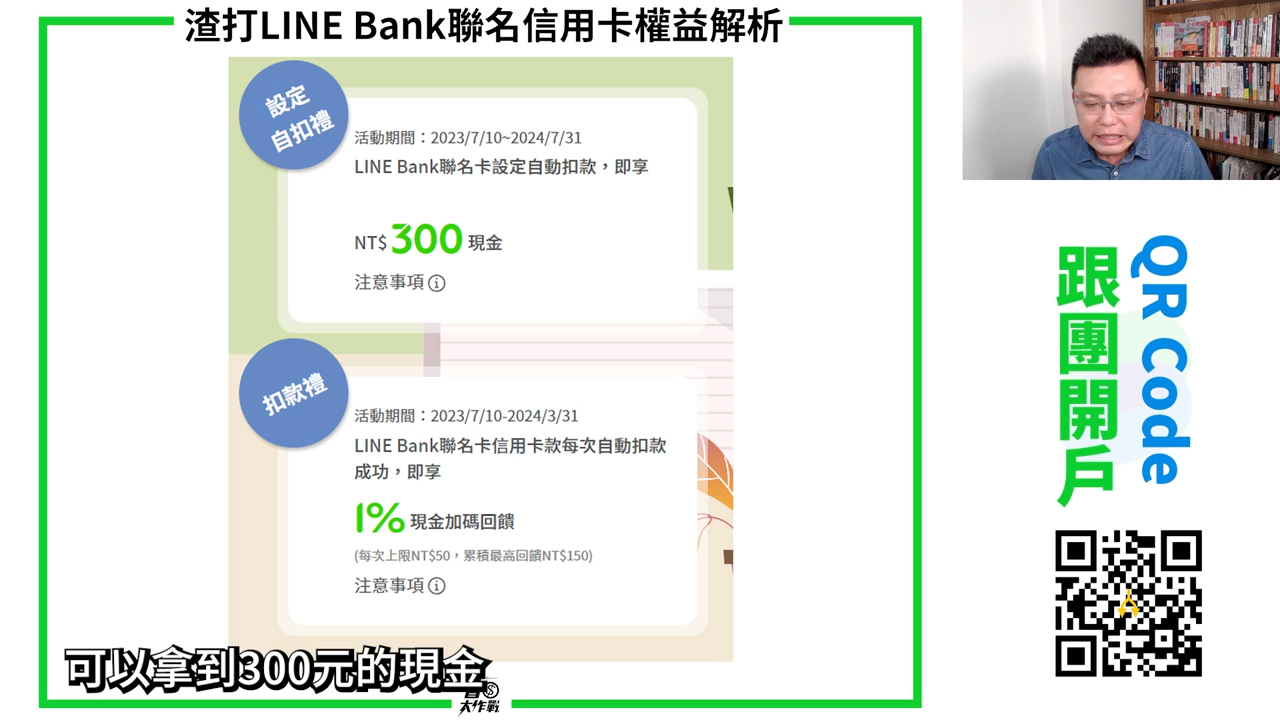 渣打LINE Bank聯名信用卡權益解析
設定
自扣禮
活動期間：2023/7/10~2024/7/31
LINE Bank聯名卡設定自動扣款，即享
NT$300現金
注意事項
扣款禮
活動期間：2023/7/10-2024/3/31
LINE Bank聯名卡信用卡款每次自動扣款
成功，即享
1%現金加碼回饋
(每次上限NT$50，累積最高回饋NT$150)
注意事項
可以拿到300元的現金
大作戰
QR Code
跟團開戶